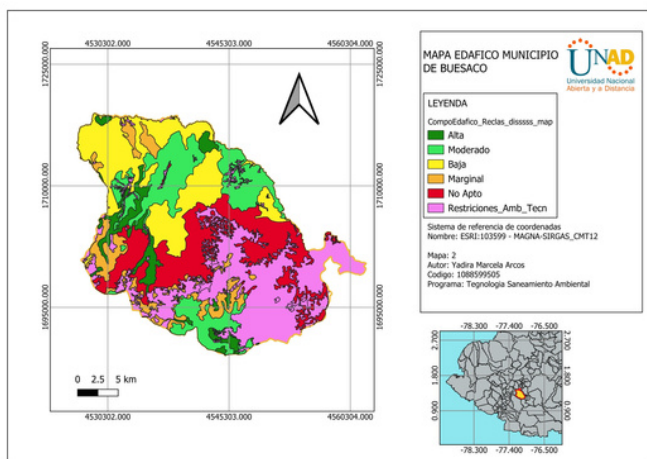 4530302.000
4545303.000
4560304.000
1725000.000
1725000.000
1710000.000
1710000.000
1695000.000
1695000.000
0 2.5 5 km
4530302.000
4545303.000
4560304.000
MAPA EDAFICO MUNICIPIO
DE BUESACO
UNAD
Universidad Nacional
Abierta y a Distancia
LEYENDA
CompoEdafico_Reclas_dissssss_map
Alta
Moderado
Baja
Marginal
No Apto
Restriciones_Amb_Tecn
Sistema de referencia de coordenadas
Nombre: ESRI:103599 - MAGNA-SIRGAS_CMT12
Mapa: 2
Autor: Yadira Marcela Arcos
Codigo: 1088599505
Programa: Tegnologia Saneamiento Ambiental
-78.300 -77.400 -76.500
2.700
2.700
1.800
1.800
0.900
0.900
-78.300 -77.400 -76.500